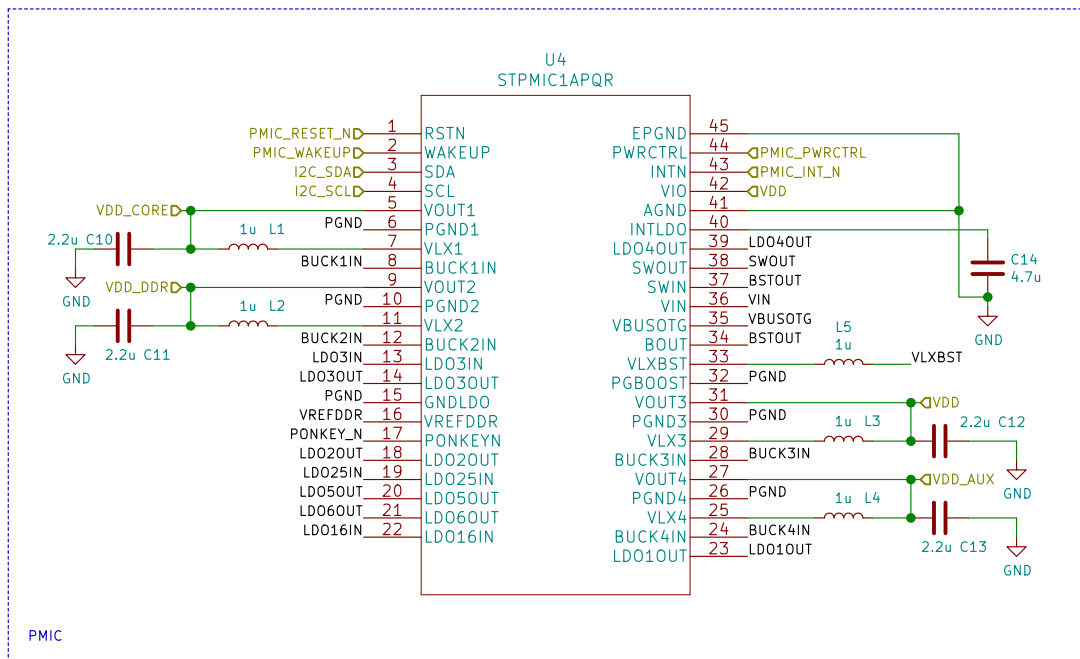 U4
STPMIC1APQR
PMIC_RESET_N 1 RSTN
PMIC_WAKEUP 2 WAKEUP
I2C_SDA 3 SDA
I2C_SCL 4 SCL
VDD_CORE 5 VOUT1
PGND 6 PGND1
2.2u C10 1u L1 7 VLX1
BUCK1IN 8 BUCK1IN
GND
VDD_DDR 9 VOUT2
PGND 10 PGND2
1u L2 11 VLX2
2.2u C11
BUCK2IN 12 BUCK2IN
GND
LDO3IN 13 LDO3IN
LDO3OUT 14 LDO3OUT
PGND 15 GNDLDO
VREFDDR 16 VREFDDR
PONKEY_N 17 PONKEYN
LDO2OUT 18 LDO2OUT
LDO25IN 19 LDO25IN
LDO5OUT 20 LDO5OUT
LDO6OUT 21 LDO6OUT
LDO16IN 22 LDO16IN
EPGND 45
PWRCTRL 44 PMIC_PWRCTRL
INTN 43 PMIC_INT_N
VIO 42 VDD
AGND 41
INTLDO 40
LDO4OUT 39 LDO4OUT
SWOUT 38 SWOUT
C14
4.7u
SWIN 37 BSTOUT
VIN 36 VIN
VBUSOTG 35 VBUSOTG
GND
BOUT 34 BSTOUT
L5
1u
VLXBST 33 VLXBST
PGBOOST 32 PGND
VOUT3 31 VDD
PGND3 30 PGND
VLX3 29 1u L3 2.2u C12
BUCK3IN 28 BUCK3IN
GND
VOUT4 27 VDD_AUX
PGND4 26 PGND
VLX4 25 1u L4
BUCK4IN 24 BUCK4IN
2.2u C13
LDO1OUT 23 LDO1OUT
GND
PMIC